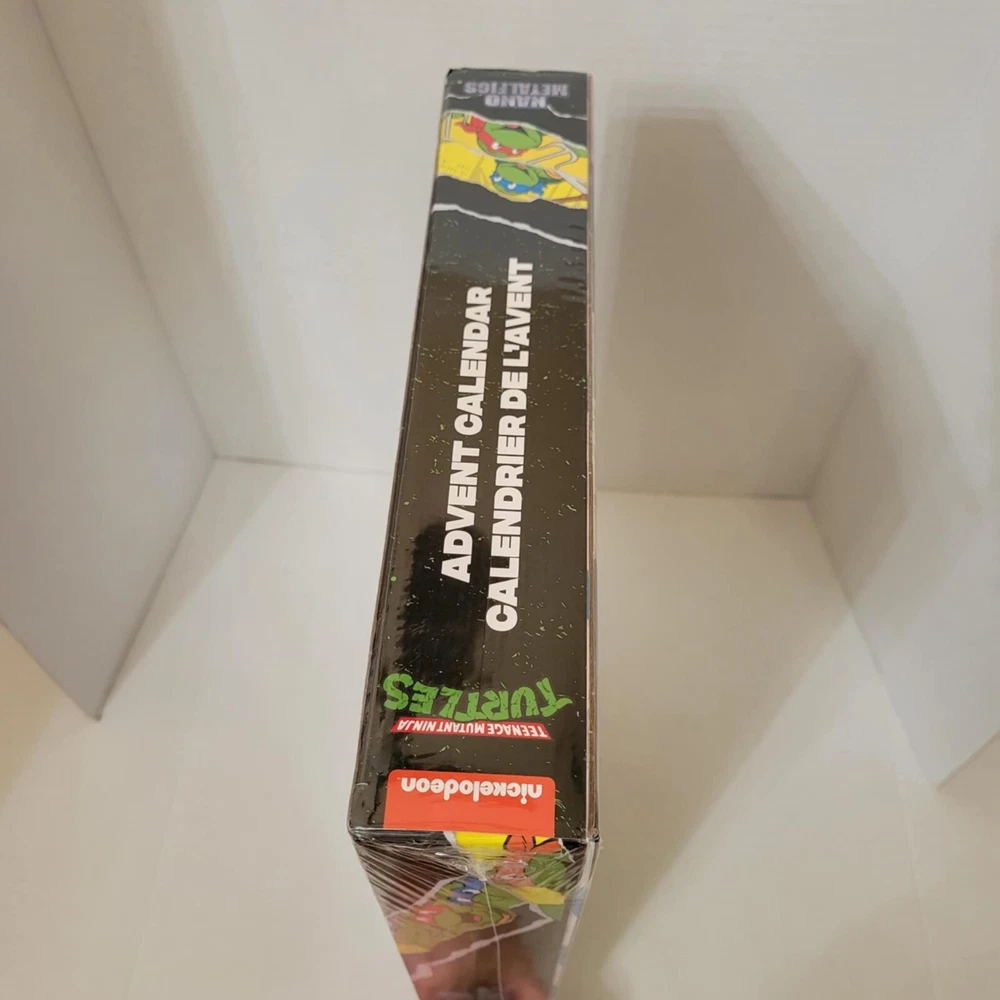 nickelodeon
TEENAGE MUTANT NINJA
TURTLES
ADVENT CALENDAR
CALENDRIER DE L'AVENT
NANO
METALFIGS